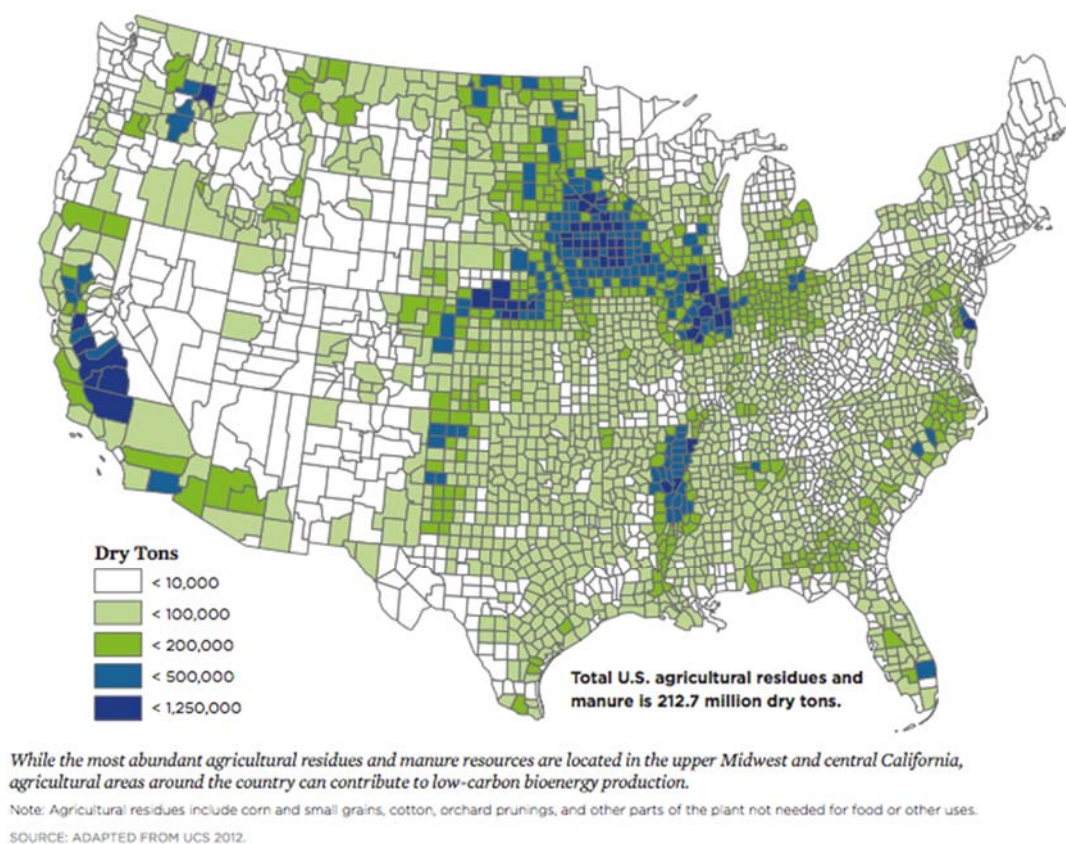 Dry Tons
< 10,000
< 100,000
< 200,000
< 500,000
< 1,250,000
Total U.S. agricultural residues and
manure is 212.7 million dry tons.
While the most abundant agricultural residues and manure resources are located in the upper Midwest and central California,
agricultural areas around the country can contribute to low-carbon bioenergy production.
Note: Agricultural residues include corn and small grains, cotton, orchard prunings, and other parts of the plant not needed for food or other uses.
SOURCE: ADAPTED FROM UCS 2012.